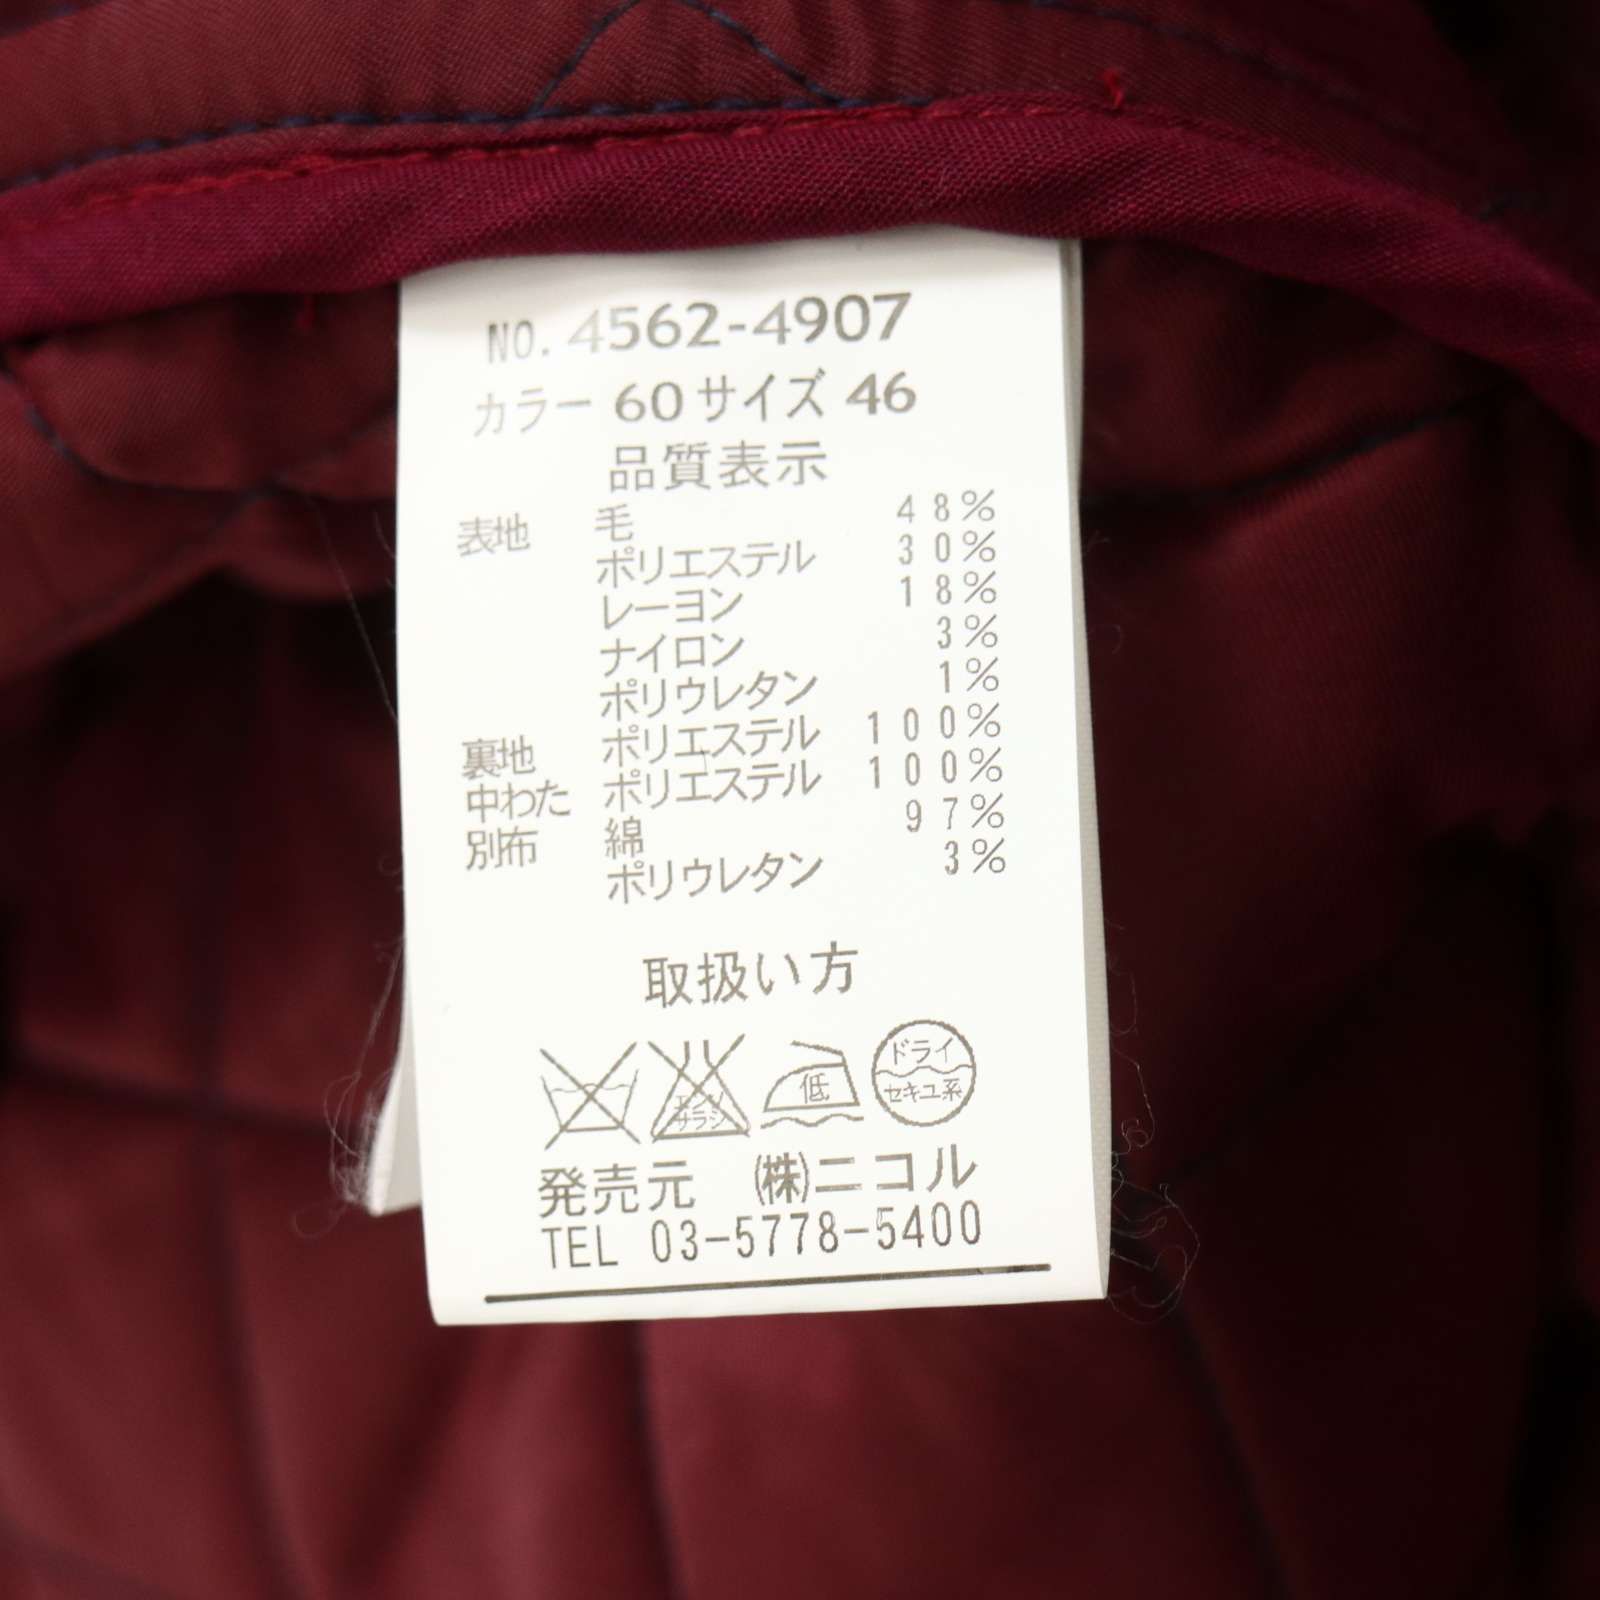 NO. 4562-4907
カラー 60 サイズ 46
品質表示
表地 毛 48%
ポリエステル 30%
レーヨン 18%
ナイロン 3%
ポリウレタン 1%
裏地 ポリエステル 100%
中わた ポリエステル 100%
別布 綿 97%
ポリウレタン 3%
取扱い方
エンソ サラシ 低 ドライ セキユ系
発売元 (株)ニコル
TEL 03-5778-5400